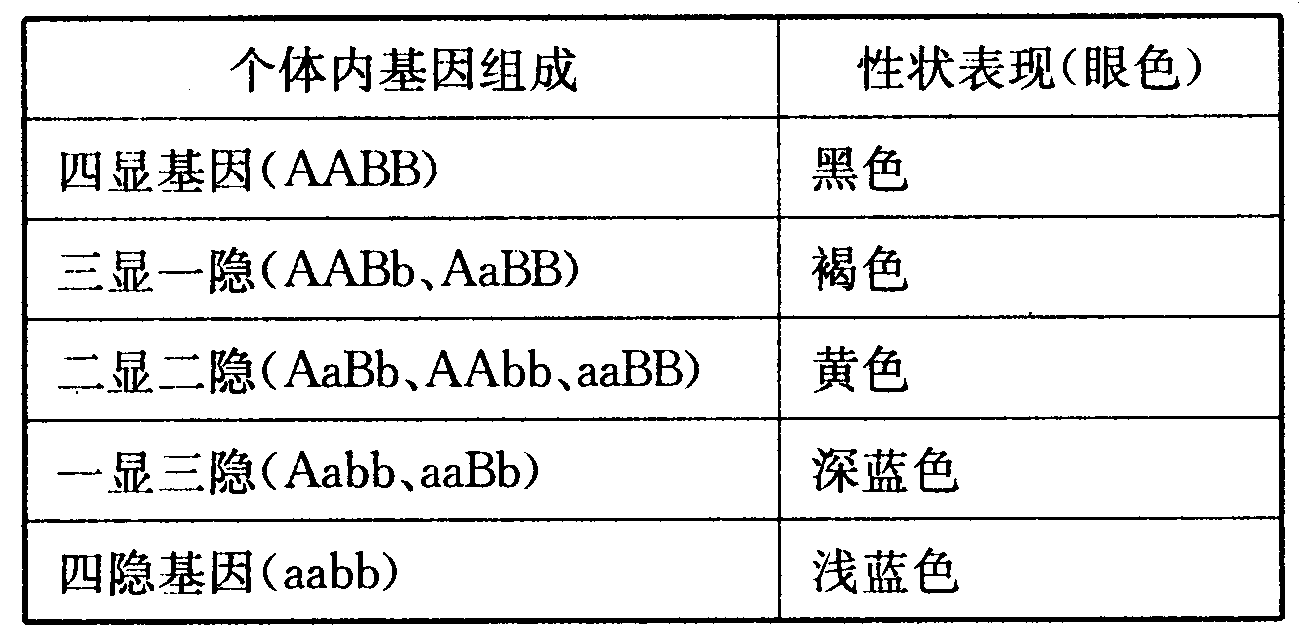 个体内基因组成 性状表现(眼色)
四显基因(AABB) 黑色
三显一隐(AABb、AaBB) 褐色
二显二隐(AaBb、AAbb、aaBB) 黄色
一显三隐(Aabb、aaBb) 深蓝色
四隐基因(aabb) 浅蓝色